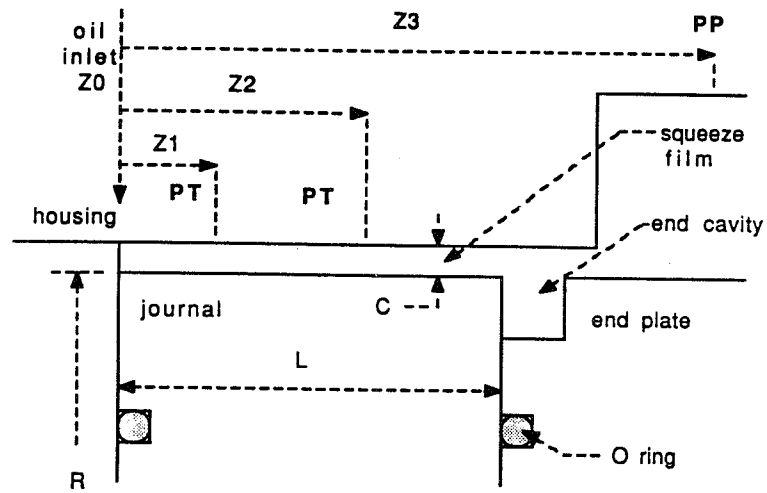 oil
inlet
Z0
Z3
PP
Z2
Z1
PT
PT
squeeze
film
housing
end cavity
journal
C
end plate
L
R
O ring